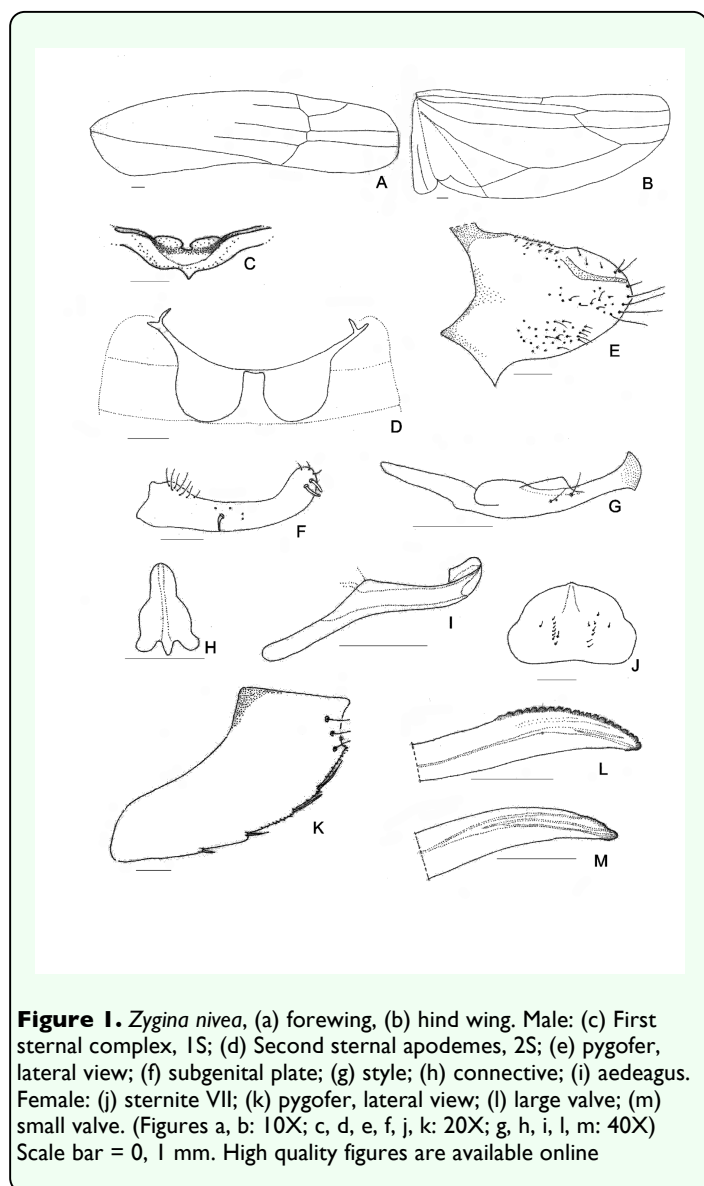 A
B
C
E
D
F
G
H
I
J
K
L
M
Figure 1. Zygina nivea, (a) forewing, (b) hind wing. Male: (c) First
sternal complex, 1S; (d) Second sternal apodemes, 2S; (e) pygofer,
lateral view; (f) subgenital plate; (g) style; (h) connective; (i) aedeagus.
Female: (j) sternite VII; (k) pygofer, lateral view; (l) large valve; (m)
small valve. (Figures a, b: 10X; c, d, e, f, j, k: 20X; g, h, i, l, m: 40X)
Scale bar = 0, 1 mm. High quality figures are available online